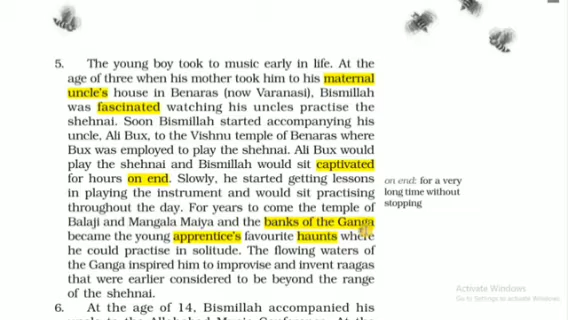 5. The young boy took to music early in life. At the
age of three when his mother took him to his maternal
uncle's house in Benaras (now Varanasi), Bismillah
was fascinated watching his uncles practise the
shehnai. Soon Bismillah started accompanying his
uncle, Ali Bux, to the Vishnu temple of Benaras where
Bux was employed to play the shehnai. Ali Bux would
play the shehnai and Bismillah would sit captivated
for hours on end. Slowly, he started getting lessons
in playing the instrument and would sit practising
throughout the day. For years to come the temple of
Balaji and Mangala Maiya and the banks of the Ganga
became the young apprentice's favourite haunts where
he could practise in solitude. The flowing waters of
the Ganga inspired him to improvise and invent raagas
that were earlier considered to be beyond the range
of the shehnai.
6. At the age of 14, Bismillah accompanied his
uncle to the Allahabad Music Conference. At the
on end: for a very
long time without
stopping
Activate Windows
Go to Settings to activate Windows